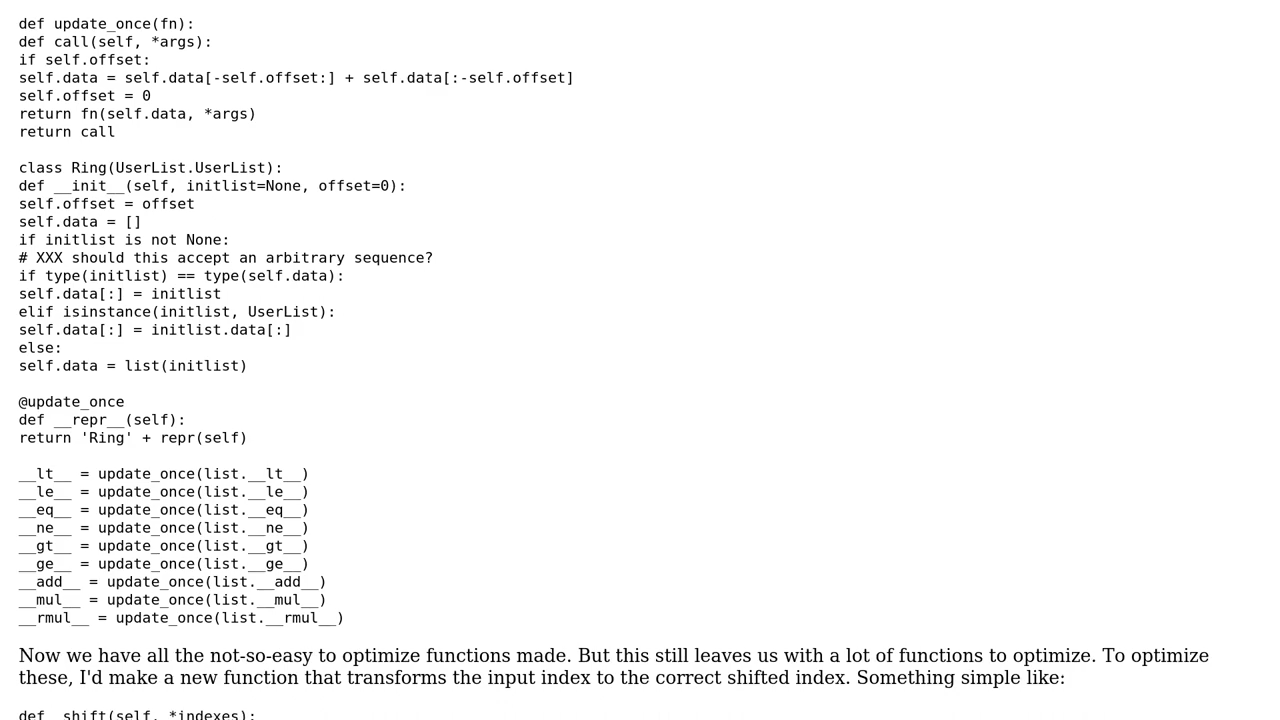 def update_once(fn):
def call(self, *args):
if self.offset:
self.data = self.data[-self.offset:] + self.data[:-self.offset]
self.offset = 0
return fn(self.data, *args)
return call
class Ring(UserList.UserList):
def __init__(self, initlist=None, offset=0):
self.offset = offset
self.data = []
if initlist is not None:
# XXX should this accept an arbitrary sequence?
if type(initlist) == type(self.data):
self.data[:] = initlist
elif isinstance(initlist, UserList):
self.data[:] = initlist.data[:]
else:
self.data = list(initlist)
@update_once
def __repr__(self):
return 'Ring' + repr(self)
__lt__ = update_once(list.__lt__)
__le__ = update_once(list.__le__)
__eq__ = update_once(list.__eq__)
__ne__ = update_once(list.__ne__)
__gt__ = update_once(list.__gt__)
__ge__ = update_once(list.__ge__)
__add__ = update_once(list.__add__)
__mul__ = update_once(list.__mul__)
__rmul__ = update_once(list.__rmul__)
Now we have all the not-so-easy to optimize functions made. But this still leaves us with a lot of functions to optimize. To optimize
these, I'd make a new function that transforms the input index to the correct shifted index. Something simple like:
def _shift(self, *indexes):